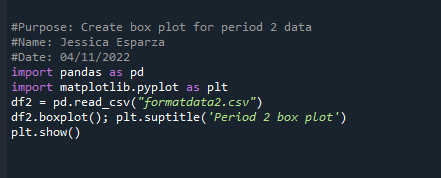 #Purpose: Create box plot for period 2 data
#Name: Jessica Esparza
#Date: 04/11/2022
import pandas as pd
import matplotlib.pyplot as plt
df2 = pd.read_csv("formatdata2.csv")
df2.boxplot(); plt.suptitle('Period 2 box plot')
plt.show()